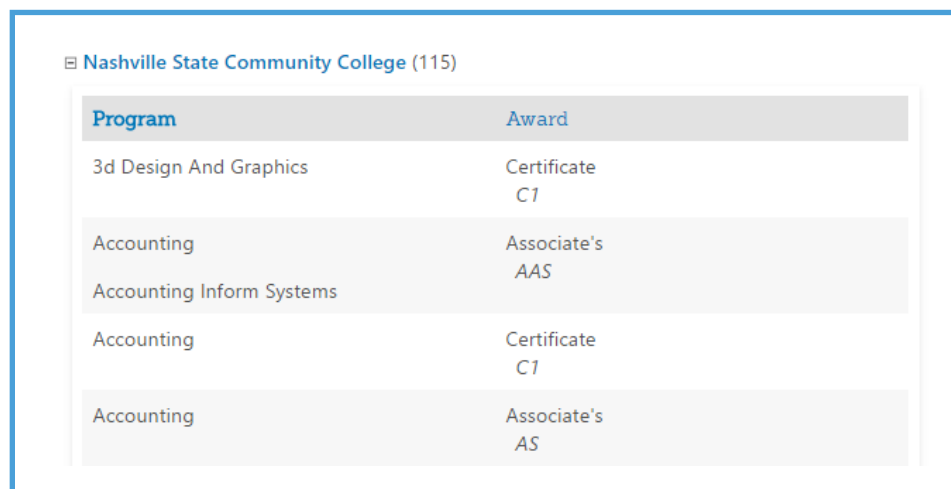 Nashville State Community College (115)
Program Award
3d Design And Graphics Certificate
C1
Accounting Associate's
AAS
Accounting Inform Systems
Accounting Certificate
C1
Accounting Associate's
AS